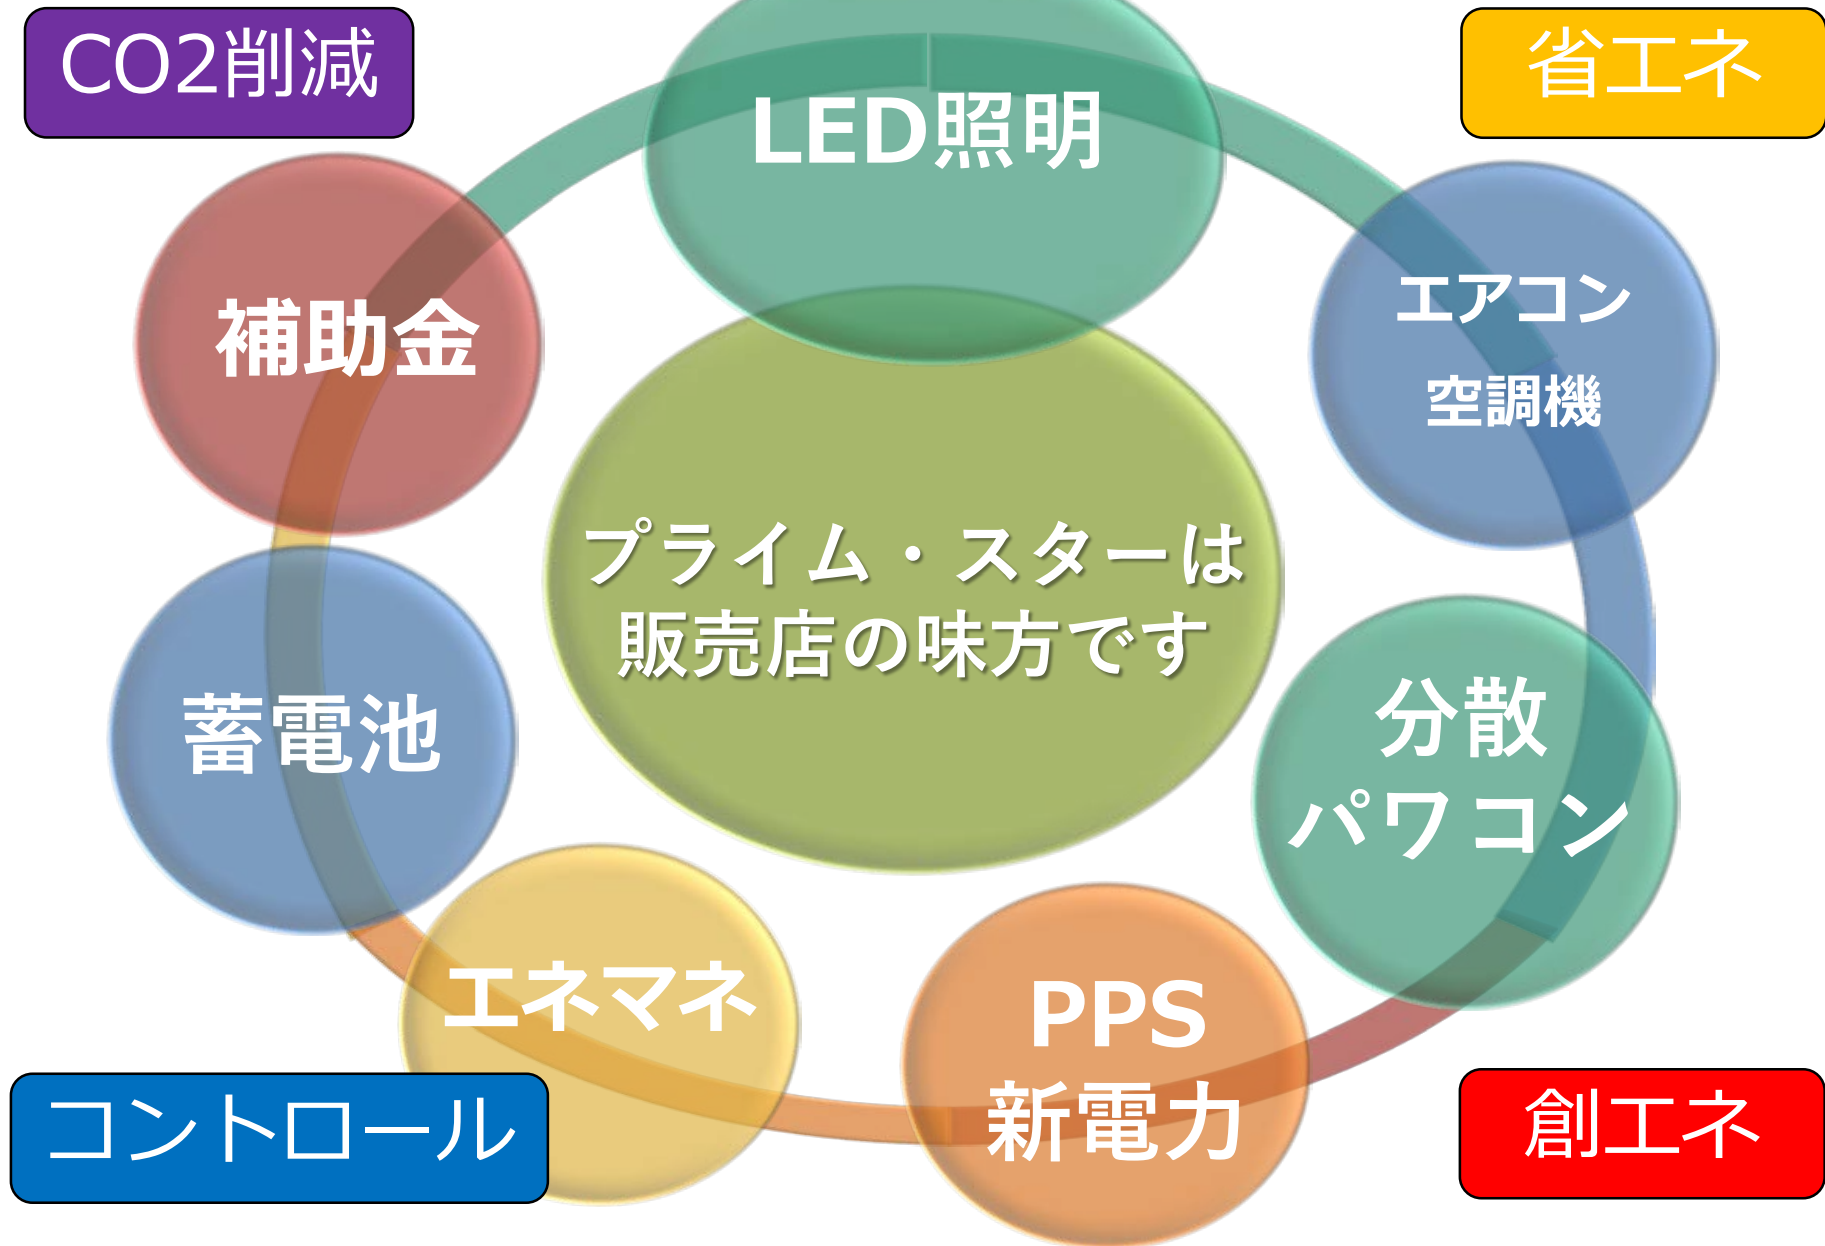 CO2削減
省エネ
LED照明
補助金
エアコン
空調機
プライム・スターは
販売店の味方です
蓄電池
分散
パワコン
エネマネ
PPS
新電力
コントロール
創エネ